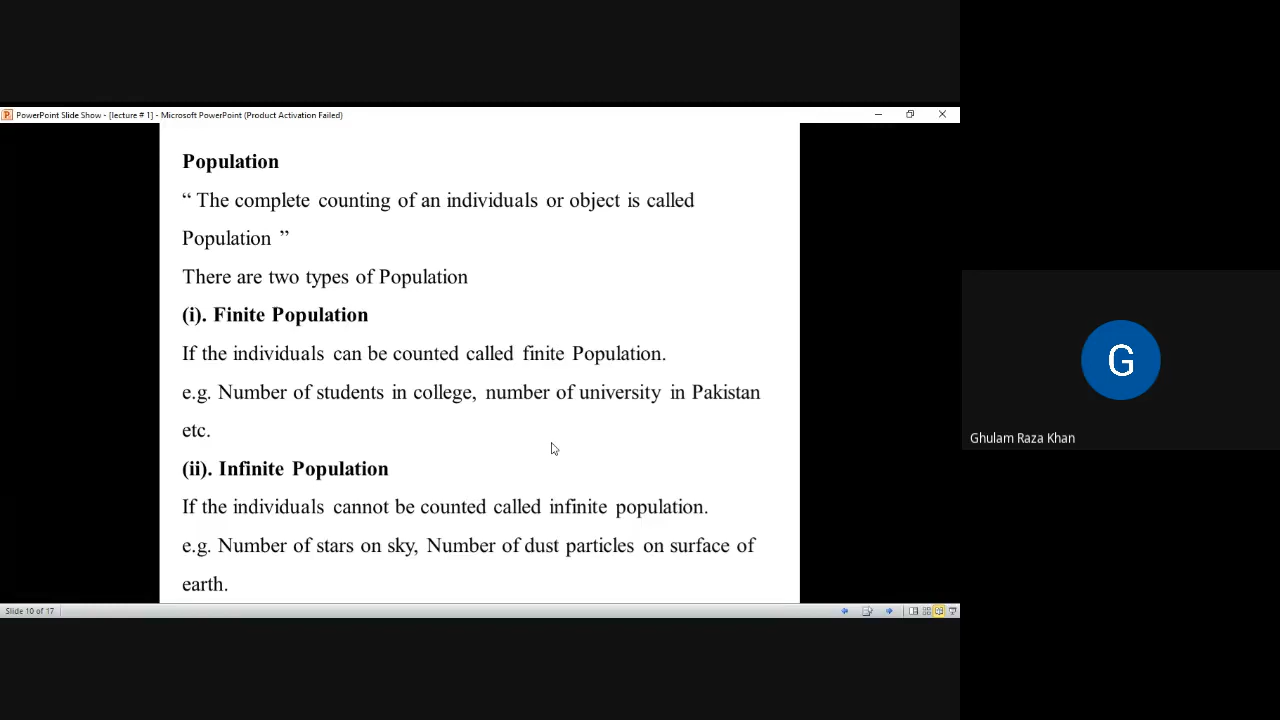 PowerPoint Slide Show - [lecture # 1] - Microsoft PowerPoint (Product Activation Failed)
Population
“ The complete counting of an individuals or object is called
Population ”
There are two types of Population
(i). Finite Population
If the individuals can be counted called finite Population.
e.g. Number of students in college, number of university in Pakistan
etc.
(ii). Infinite Population
If the individuals cannot be counted called infinite population.
e.g. Number of stars on sky, Number of dust particles on surface of
earth.
Slide 10 of 17
G
Ghulam Raza Khan